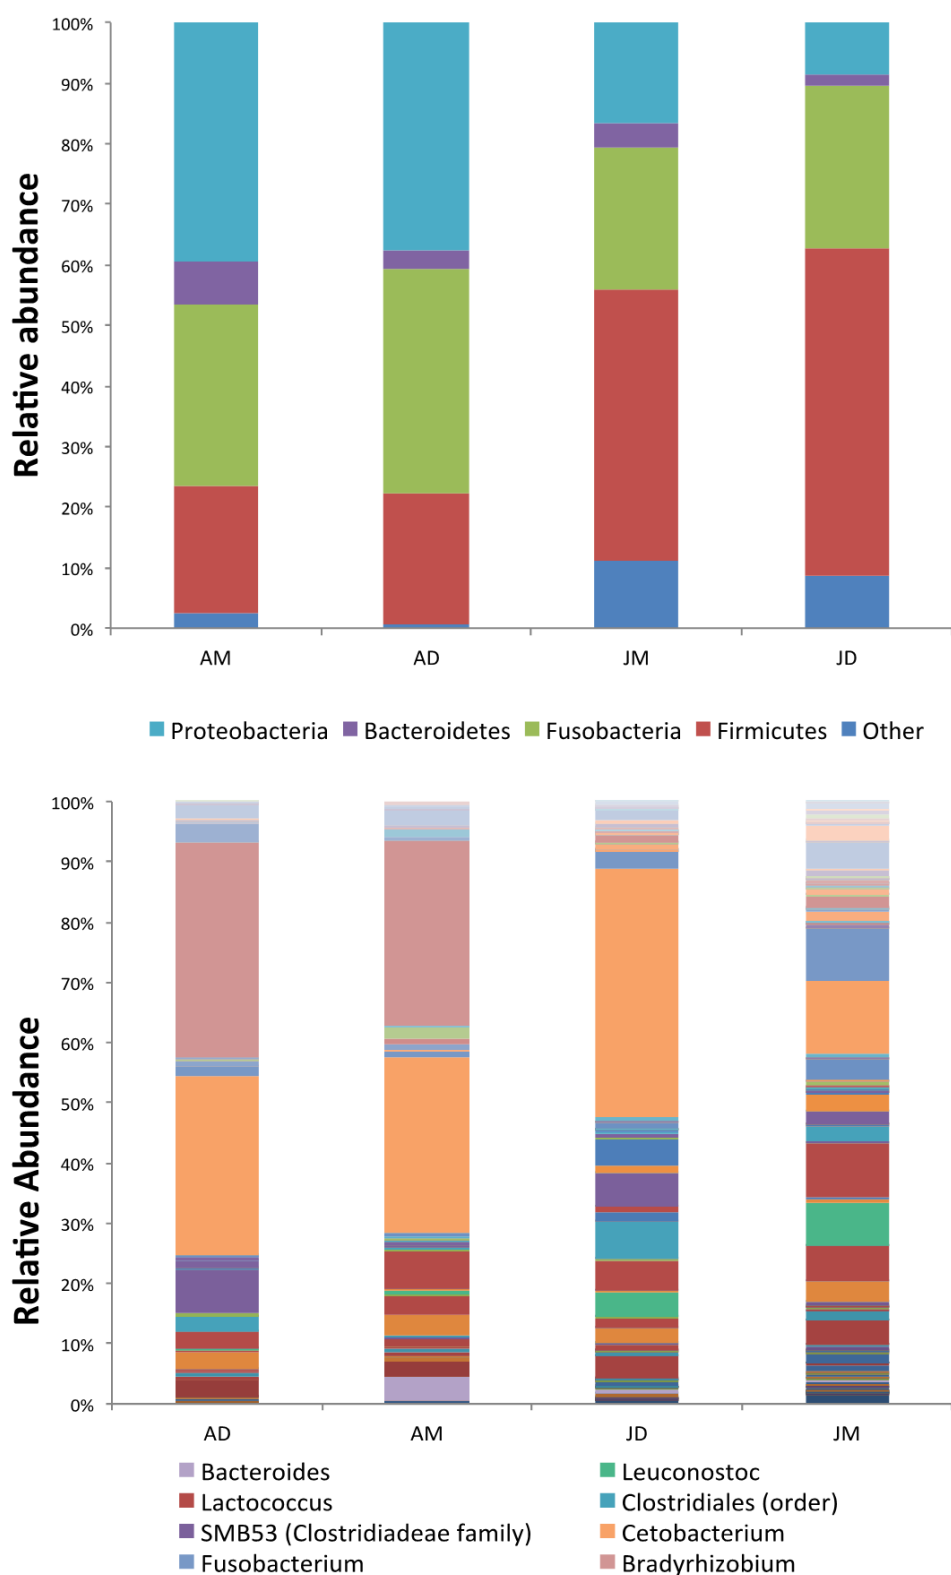 100%
90%
80%
70%
60%
50%
40%
30%
20%
10%
0%
Relative abundance
AM AD JM JD
Proteobacteria Bacteroidetes Fusobacteria Firmicutes Other
100%
90%
80%
70%
60%
50%
40%
30%
20%
10%
0%
Relative Abundance
AD AM JD JM
Bacteroides Leuconostoc
Lactococcus Clostridiales (order)
SMB53 (Clostridiadeae family) Cetobacterium
Fusobacterium Bradyrhizobium